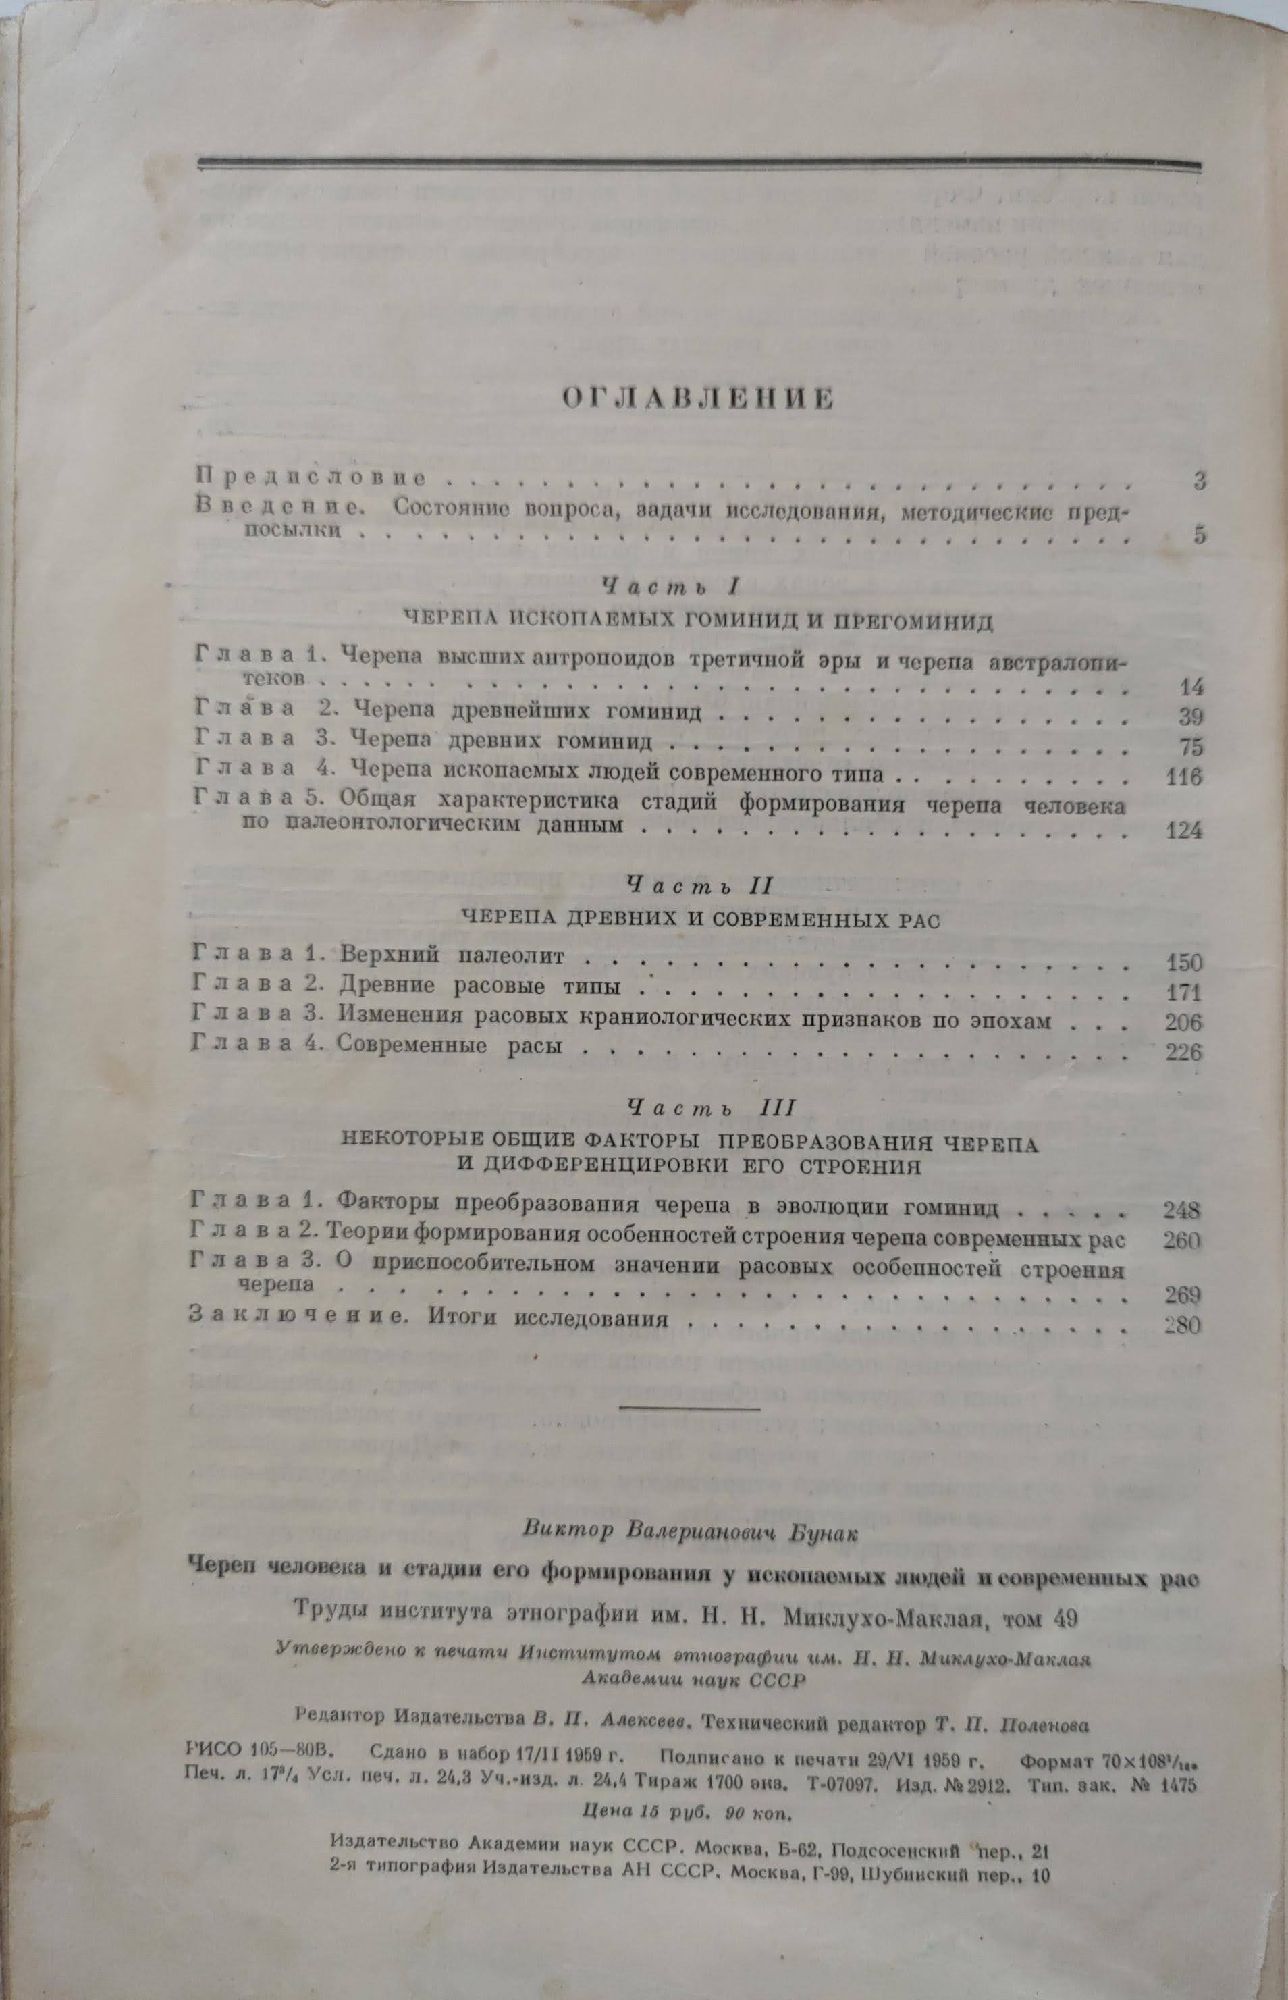 ОГЛАВЛЕНИЕ
Предисловие . . . . . . . . . . . . . . . . . . . . . . . . . . . . 3
Введение. Состояние вопроса, задачи исследования, методические пред-
посылки . . . . . . . . . . . . . . . . . . . . . . . . . . . . . . . 5
Часть I
ЧЕРЕПА ИСКОПАЕМЫХ ГОМИНИД И ПРЕГОМИНИД
Глава 1. Черепа высших антропоидов третичной эры и черепа австралопи-
теков . . . . . . . . . . . . . . . . . . . . . . . . . . . . . . . 14
Глава 2. Черепа древнейших гоминид . . . . . . . . . . . . . . . . . 39
Глава 3. Черепа древних гоминид . . . . . . . . . . . . . . . . . . . 75
Глава 4. Черепа ископаемых людей современного типа . . . . . . . . . . 116
Глава 5. Общая характеристика стадий формирования черепа человека
по палеонтологическим данным . . . . . . . . . . . . . . . . . . . . 124
Часть II
ЧЕРЕПА ДРЕВНИХ И СОВРЕМЕННЫХ РАС
Глава 1. Верхний палеолит . . . . . . . . . . . . . . . . . . . . . . 150
Глава 2. Древние расовые типы . . . . . . . . . . . . . . . . . . . . 171
Глава 3. Изменения расовых краниологических признаков по эпохам . . . 206
Глава 4. Современные расы . . . . . . . . . . . . . . . . . . . . . . 226
Часть III
НЕКОТОРЫЕ ОБЩИЕ ФАКТОРЫ ПРЕОБРАЗОВАНИЯ ЧЕРЕПА
И ДИФФЕРЕНЦИРОВКИ ЕГО СТРОЕНИЯ
Глава 1. Факторы преобразования черепа в эволюции гоминид . . . . . 248
Глава 2. Теории формирования особенностей строения черепа современных рас 260
Глава 3. О приспособительном значении расовых особенностей строения
черепа . . . . . . . . . . . . . . . . . . . . . . . . . . . . . . . 269
Заключение. Итоги исследования . . . . . . . . . . . . . . . . . . 280
Виктор Валерианович Бунак
Череп человека и стадии его формирования у ископаемых людей и современных рас
Труды института этнографии им. Н. Н. Миклухо-Маклая, том 49
Утверждено к печати Институтом этнографии им. Н. Н. Миклухо-Маклая
Академии наук СССР
Редактор Издательства В. П. Алексеев. Технический редактор Т. П. Поленова
РИСО 105—80В. Сдано в набор 17/II 1959 г. Подписано к печати 29/VI 1959 г. Формат 70×108¹/₁₆.
Печ. л. 17³/₄ Усл. печ. л. 24,3 Уч.-изд. л. 24,4 Тираж 1700 экз. Т-07097. Изд. № 2912. Тип. зак. № 1475
Цена 15 руб. 90 коп.
Издательство Академии наук СССР. Москва, Б-62, Подсосенский пер., 21
2-я типография Издательства АН СССР. Москва, Г-99, Шубинский пер., 10